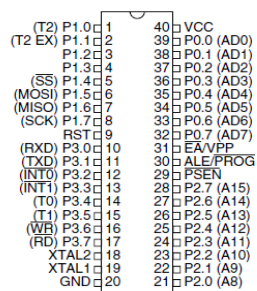 (T2) P1.0 1 40 VCC
(T2 EX) P1.1 2 39 P0.0 (AD0)
P1.2 3 38 P0.1 (AD1)
P1.3 4 37 P0.2 (AD2)
(SS) P1.4 5 36 P0.3 (AD3)
(MOSI) P1.5 6 35 P0.4 (AD4)
(MISO) P1.6 7 34 P0.5 (AD5)
(SCK) P1.7 8 33 P0.6 (AD6)
RST 9 32 P0.7 (AD7)
(RXD) P3.0 10 31 EA/VPP
(TXD) P3.1 11 30 ALE/PROG
(INT0) P3.2 12 29 PSEN
(INT1) P3.3 13 28 P2.7 (A15)
(T0) P3.4 14 27 P2.6 (A14)
(T1) P3.5 15 26 P2.5 (A13)
(WR) P3.6 16 25 P2.4 (A12)
(RD) P3.7 17 24 P2.3 (A11)
XTAL2 18 23 P2.2 (A10)
XTAL1 19 22 P2.1 (A9)
GND 20 21 P2.0 (A8)